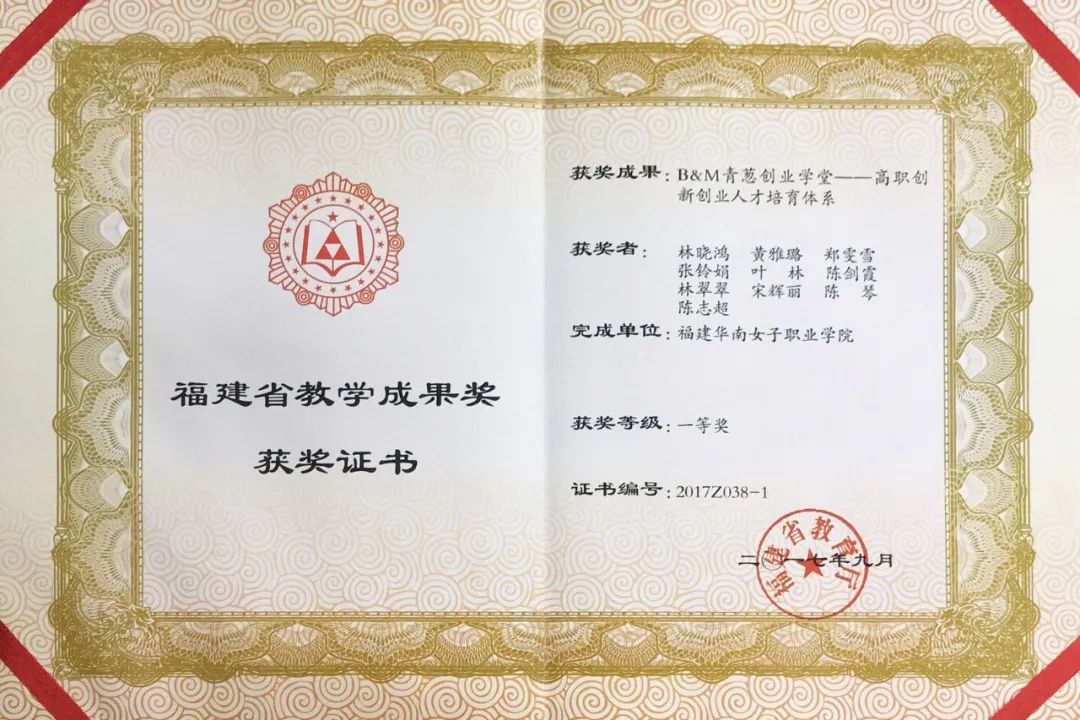 福建省教学成果奖
获奖证书
获奖成果：B&M青葱创业学堂——高职创
新创业人才培育体系
获奖者： 林晓鸿 黄雅璐 郑雯雪
张铃娟 叶 林 陈剑霞
林翠翠 宋辉丽 陈 琴
陈志超
完成单位：福建华南女子职业学院
获奖等级：一等奖
证书编号：2017Z038-1
福建省教育厅
二〇一七年九月